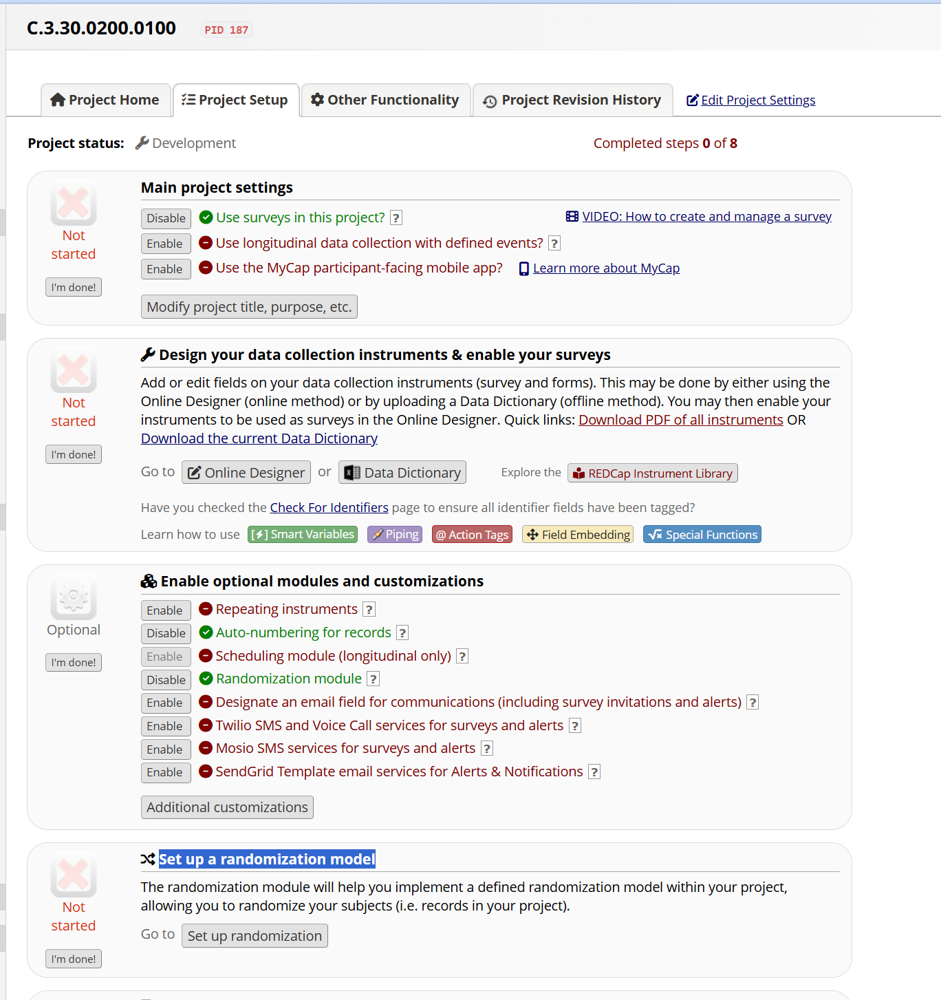 C.3.30.0200.0100 PID 187
Project Home Project Setup Other Functionality Project Revision History Edit Project Settings
Project status: Development Completed steps 0 of 8
Main project settings
Not started
I'm done!
Disable Use surveys in this project? ? VIDEO: How to create and manage a survey
Enable Use longitudinal data collection with defined events? ?
Enable Use the MyCap participant-facing mobile app? Learn more about MyCap
Modify project title, purpose, etc.
Design your data collection instruments & enable your surveys
Not started
I'm done!
Add or edit fields on your data collection instruments (survey and forms). This may be done by either using the
Online Designer (online method) or by uploading a Data Dictionary (offline method). You may then enable your
instruments to be used as surveys in the Online Designer. Quick links: Download PDF of all instruments OR
Download the current Data Dictionary
Go to Online Designer or Data Dictionary Explore the REDCap Instrument Library
Have you checked the Check For Identifiers page to ensure all identifier fields have been tagged?
Learn how to use [⚡] Smart Variables Piping @ Action Tags Field Embedding √x Special Functions
Enable optional modules and customizations
Optional
I'm done!
Enable Repeating instruments ?
Disable Auto-numbering for records ?
Enable Scheduling module (longitudinal only) ?
Disable Randomization module ?
Enable Designate an email field for communications (including survey invitations and alerts) ?
Enable Twilio SMS and Voice Call services for surveys and alerts ?
Enable Mosio SMS services for surveys and alerts ?
Enable SendGrid Template email services for Alerts & Notifications ?
Additional customizations
Set up a randomization model
Not started
I'm done!
The randomization module will help you implement a defined randomization model within your project,
allowing you to randomize your subjects (i.e. records in your project).
Go to Set up randomization